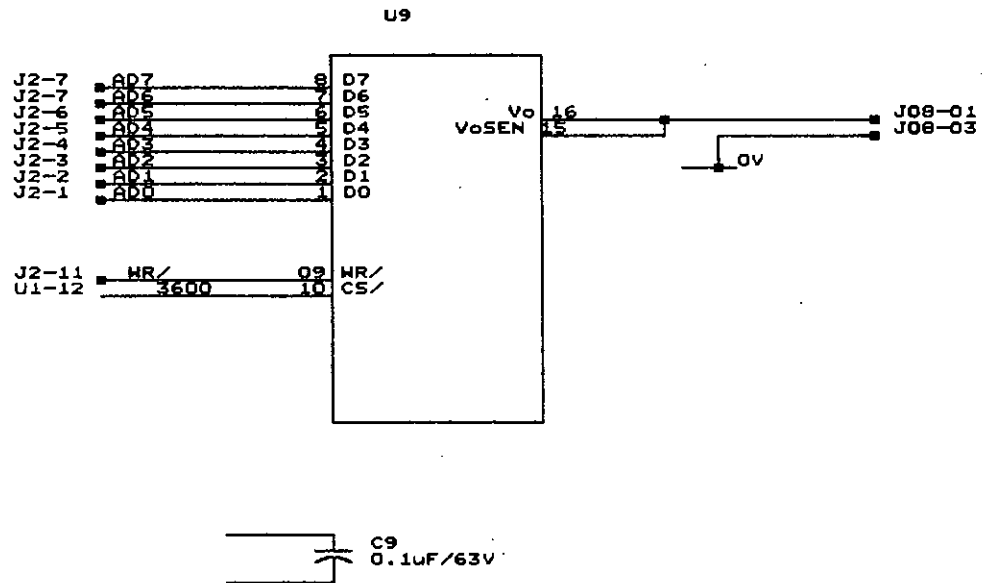 U9
J2-7 AD7 8 D7
J2-7 AD6 7 D6
J2-6 AD5 6 D5
J2-5 AD4 5 D4
J2-4 AD3 4 D3
J2-3 AD2 3 D2
J2-2 AD1 2 D1
J2-1 AD0 1 D0
Vo 16 J08-01
VoSEN 15 J08-03
0V
J2-11 WR/ 09 WR/
U1-12 3600 10 CS/
C9
0.1uF/63V